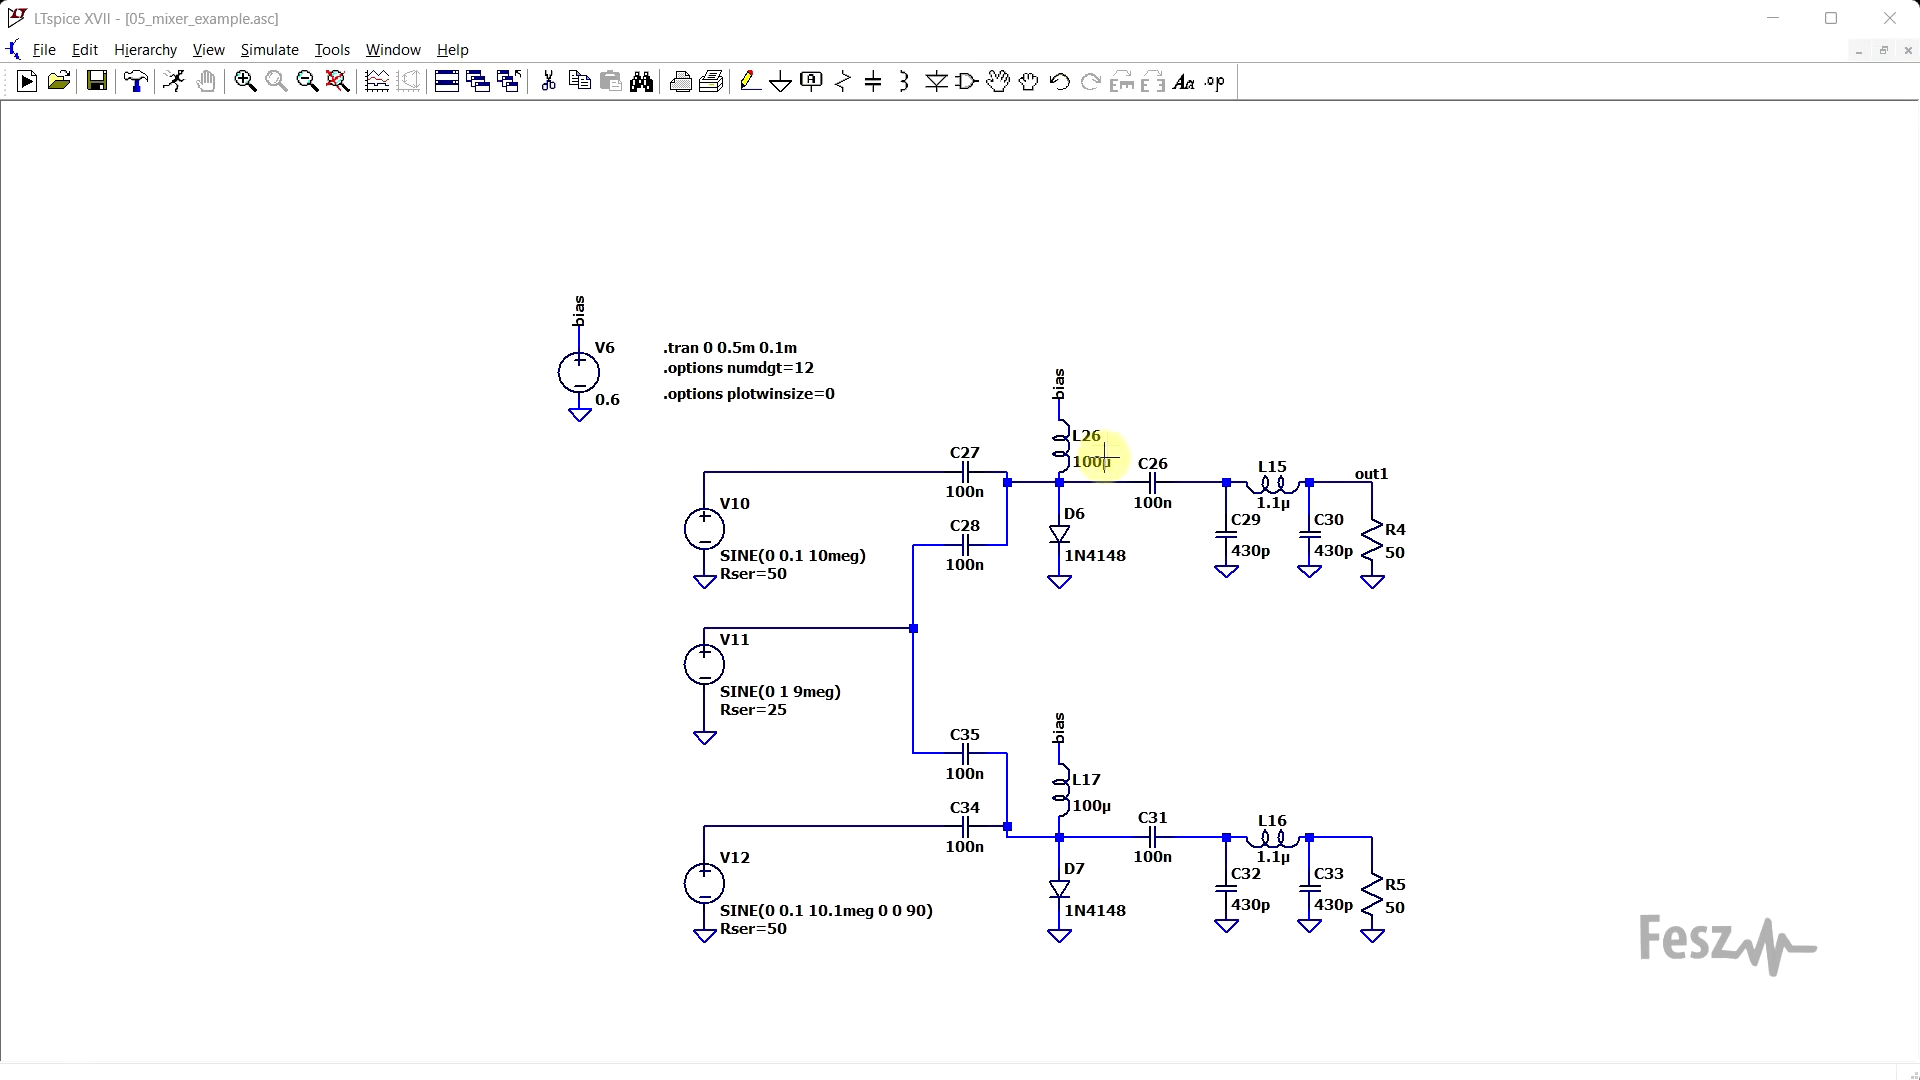 LTspice XVII - [05_mixer_example.asc]
File Edit Hierarchy View Simulate Tools Window Help
bias
V6
0.6
.tran 0 0.5m 0.1m
.options numdgt=12
.options plotwinsize=0
bias
L26
100µ
C27
100n
C26
100n
L15
1.1µ
out1
V10
SINE(0 0.1 10meg)
Rser=50
C28
100n
D6
1N4148
C29
430p
C30
430p
R4
50
V11
SINE(0 1 9meg)
Rser=25
bias
C35
100n
L17
100µ
C34
100n
C31
100n
L16
1.1µ
V12
SINE(0 0.1 10.1meg 0 0 90)
Rser=50
D7
1N4148
C32
430p
C33
430p
R5
50
Fesz